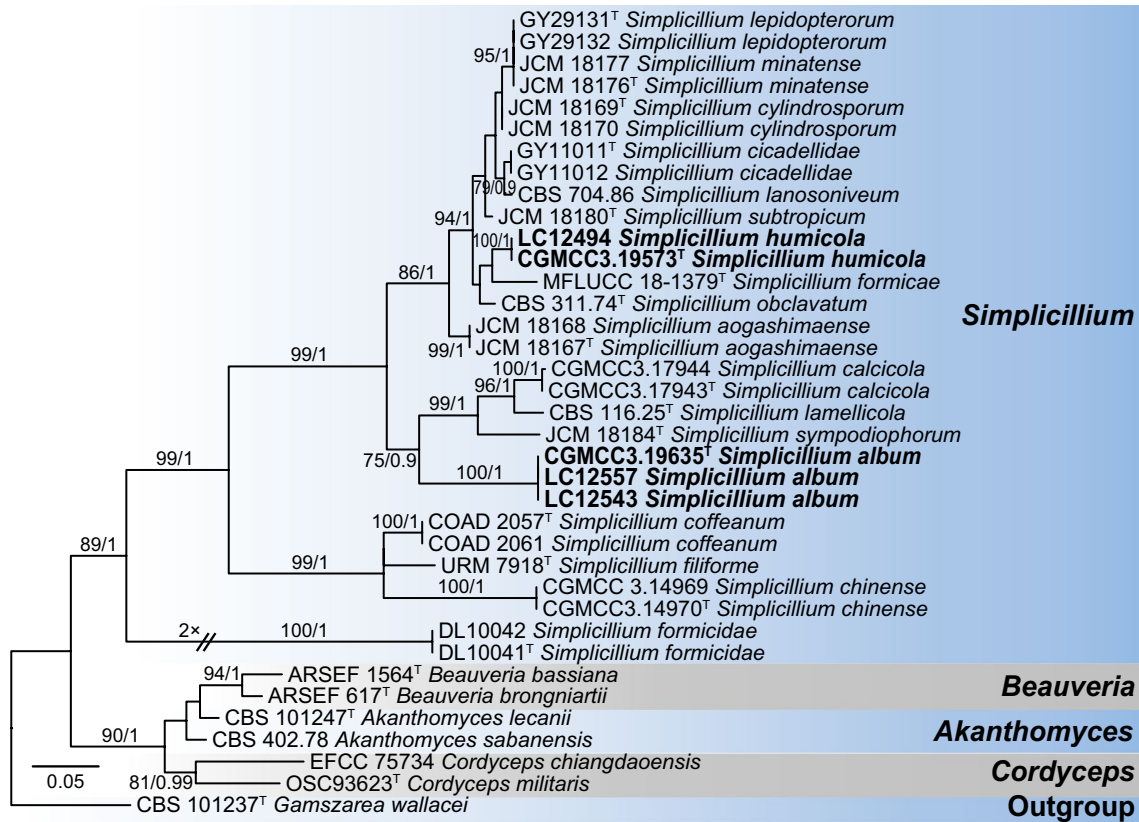 GY29131ᵀ Simplicillium lepidopterorum
GY29132 Simplicillium lepidopterorum
95/1
JCM 18177 Simplicillium minatense
JCM 18176ᵀ Simplicillium minatense
JCM 18169ᵀ Simplicillium cylindrosporum
JCM 18170 Simplicillium cylindrosporum
GY11011ᵀ Simplicillium cicadellidae
GY11012 Simplicillium cicadellidae
79/0.9
CBS 704.86 Simplicillium lanosoniveum
JCM 18180ᵀ Simplicillium subtropicum
94/1
100/1
LC12494 Simplicillium humicola
CGMCC3.19573ᵀ Simplicillium humicola
86/1
MFLUCC 18-1379ᵀ Simplicillium formicae
CBS 311.74ᵀ Simplicillium obclavatum
Simplicillium
JCM 18168 Simplicillium aogashimaense
99/1
JCM 18167ᵀ Simplicillium aogashimaense
99/1
100/1
CGMCC3.17944 Simplicillium calcicola
96/1
CGMCC3.17943ᵀ Simplicillium calcicola
99/1
CBS 116.25ᵀ Simplicillium lamellicola
JCM 18184ᵀ Simplicillium sympodiophorum
75/0.9
CGMCC3.19635ᵀ Simplicillium album
99/1
100/1
LC12557 Simplicillium album
LC12543 Simplicillium album
100/1
COAD 2057ᵀ Simplicillium coffeanum
COAD 2061 Simplicillium coffeanum
89/1
99/1
URM 7918ᵀ Simplicillium filiforme
100/1
CGMCC 3.14969 Simplicillium chinense
CGMCC3.14970ᵀ Simplicillium chinense
2×
100/1
DL10042 Simplicillium formicidae
DL10041ᵀ Simplicillium formicidae
94/1
ARSEF 1564ᵀ Beauveria bassiana
ARSEF 617ᵀ Beauveria brongniartii
Beauveria
CBS 101247ᵀ Akanthomyces lecanii
90/1
CBS 402.78 Akanthomyces sabanensis
Akanthomyces
EFCC 75734 Cordyceps chiangdaoensis
81/0.99
OSC93623ᵀ Cordyceps militaris
Cordyceps
0.05
CBS 101237ᵀ Gamszarea wallacei
Outgroup